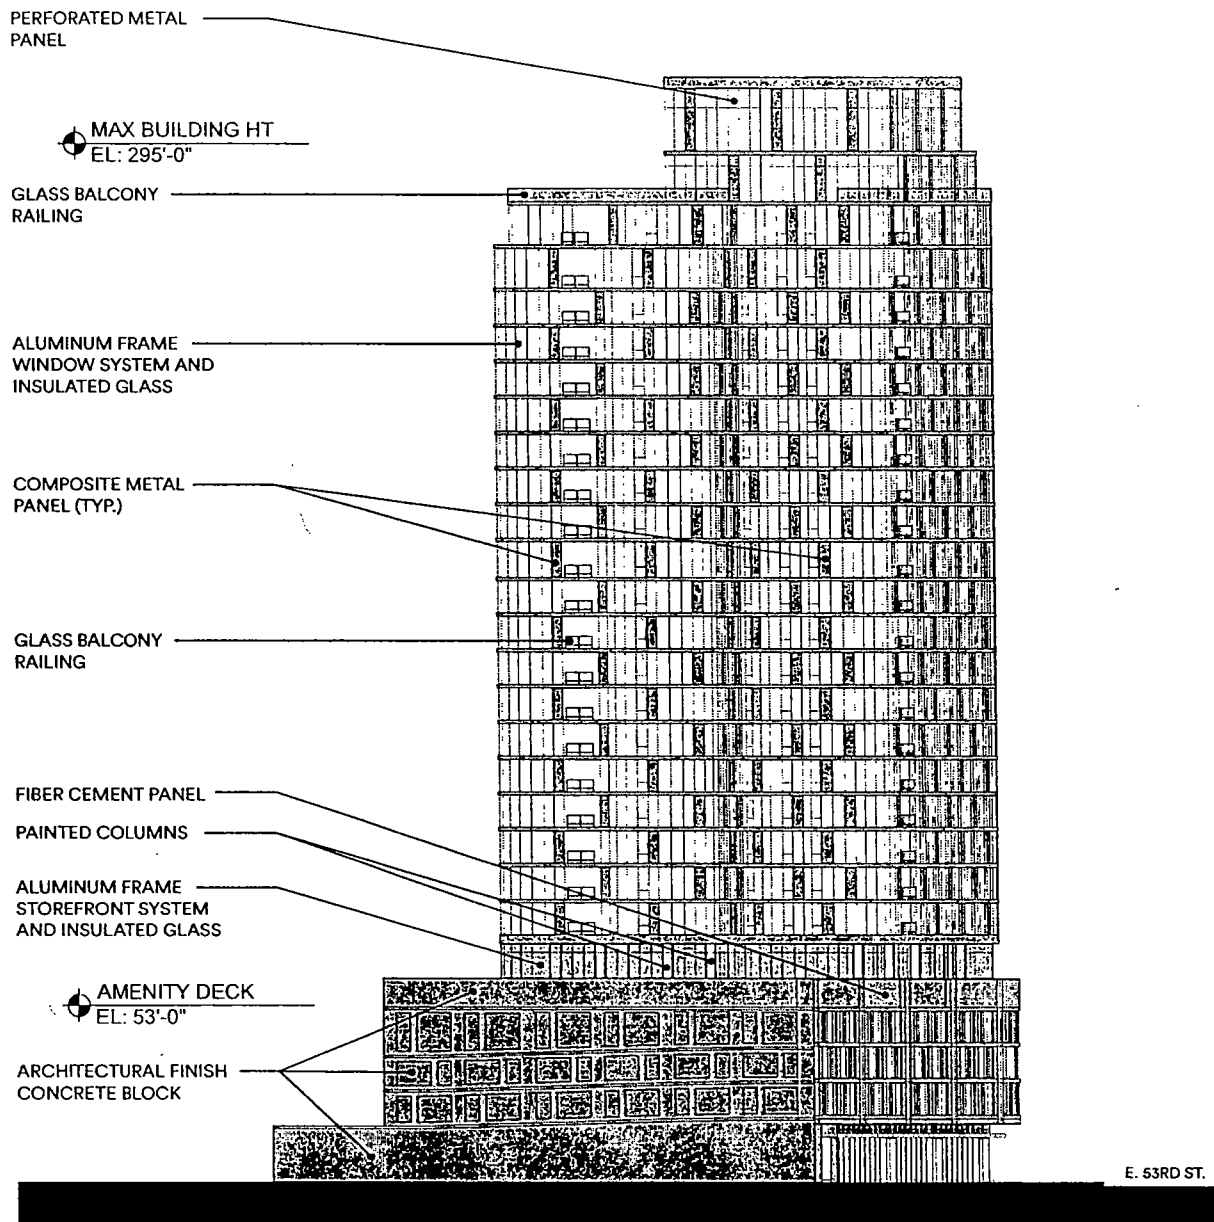 PERFORATED METAL
PANEL
MAX BUILDING HT
EL: 295'-0"
GLASS BALCONY
RAILING
ALUMINUM FRAME
WINDOW SYSTEM AND
INSULATED GLASS
COMPOSITE METAL
PANEL (TYP.)
GLASS BALCONY
RAILING
FIBER CEMENT PANEL
PAINTED COLUMNS
ALUMINUM FRAME
STOREFRONT SYSTEM
AND INSULATED GLASS
AMENITY DECK
EL: 53'-0"
ARCHITECTURAL FINISH
CONCRETE BLOCK
E. 53RD ST.